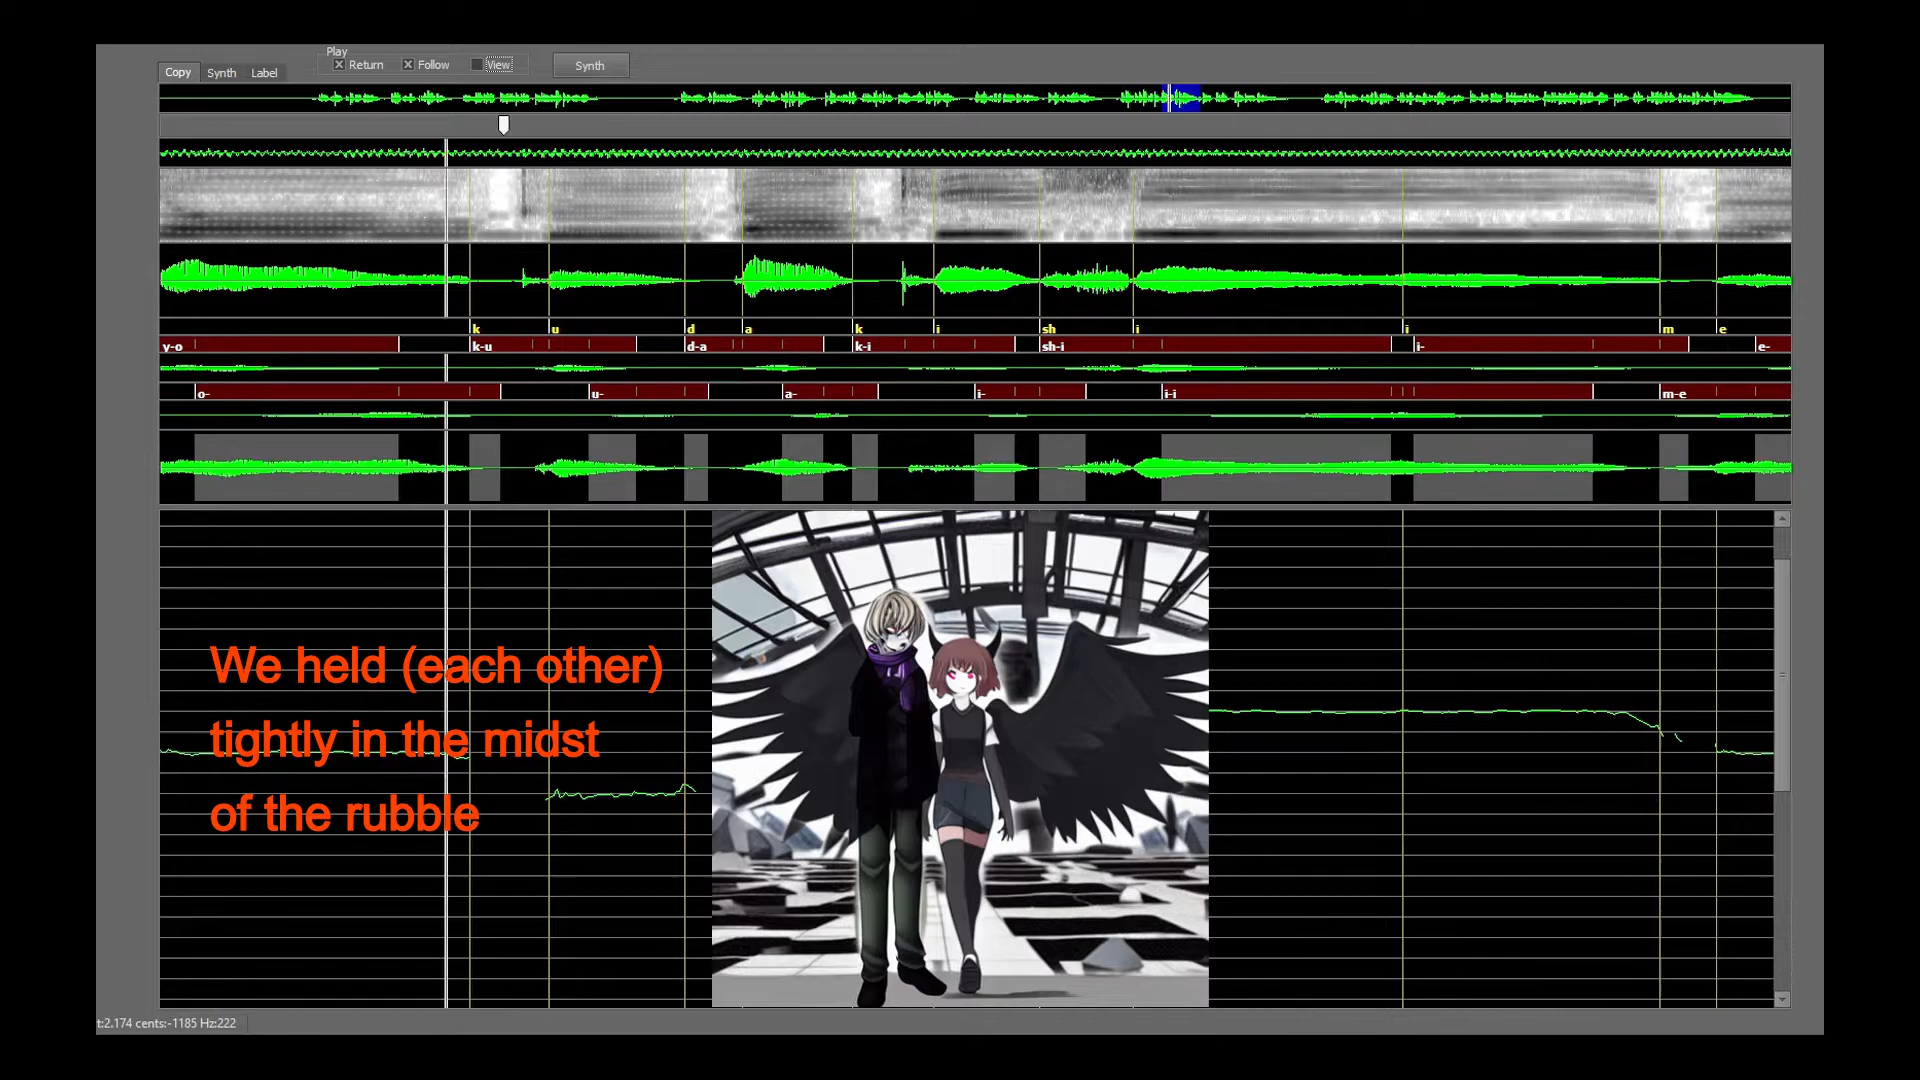 Play
Copy Synth Label
Return Follow View
Synth
k u d a k i sh i i m e
y-o k-u d-a k-i sh-i i- e-
o- u- a- i- i-i m-e
We held (each other)
tightly in the midst
of the rubble
t:2.174 cents:-1185 Hz:222